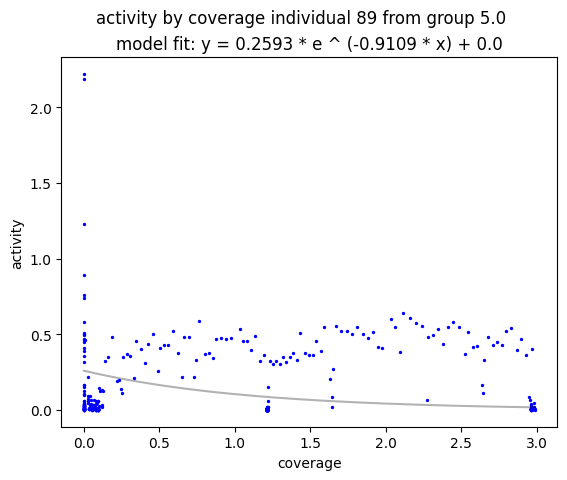 activity by coverage individual 89 from group 5.0
model fit: y = 0.2593 * e ^ (-0.9109 * x) + 0.0
2.0
1.5
1.0
0.5
0.0
activity
0.0 0.5 1.0 1.5 2.0 2.5 3.0
coverage